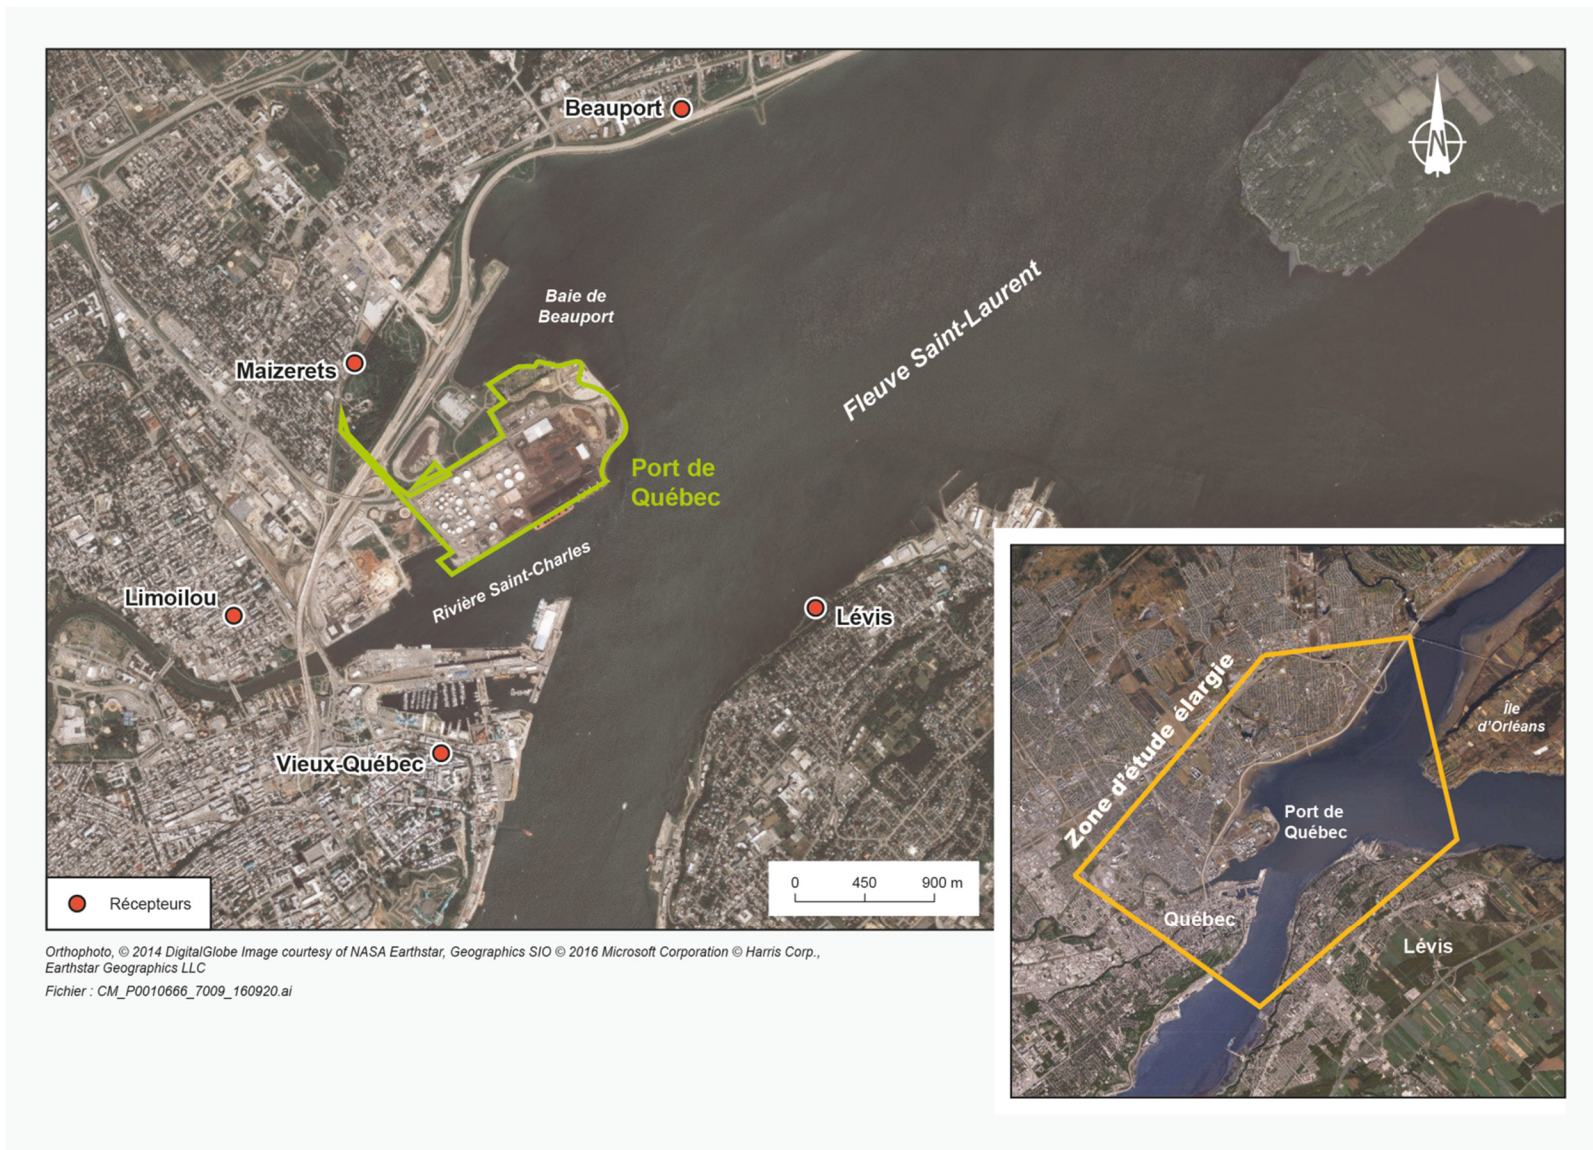 Beauport
N
Baie de
Beauport
Fleuve Saint-Laurent
Maizerets
Port de
Québec
Rivière Saint-Charles
Limoilou
Lévis
Vieux-Québec
Récepteurs
0 450 900 m
Zone d'étude élargie
Île
d'Orléans
Port de
Québec
Québec
Lévis
Orthophoto, © 2014 DigitalGlobe Image courtesy of NASA Earthstar, Geographics SIO © 2016 Microsoft Corporation © Harris Corp.,
Earthstar Geographics LLC
Fichier : CM_P0010666_7009_160920.ai